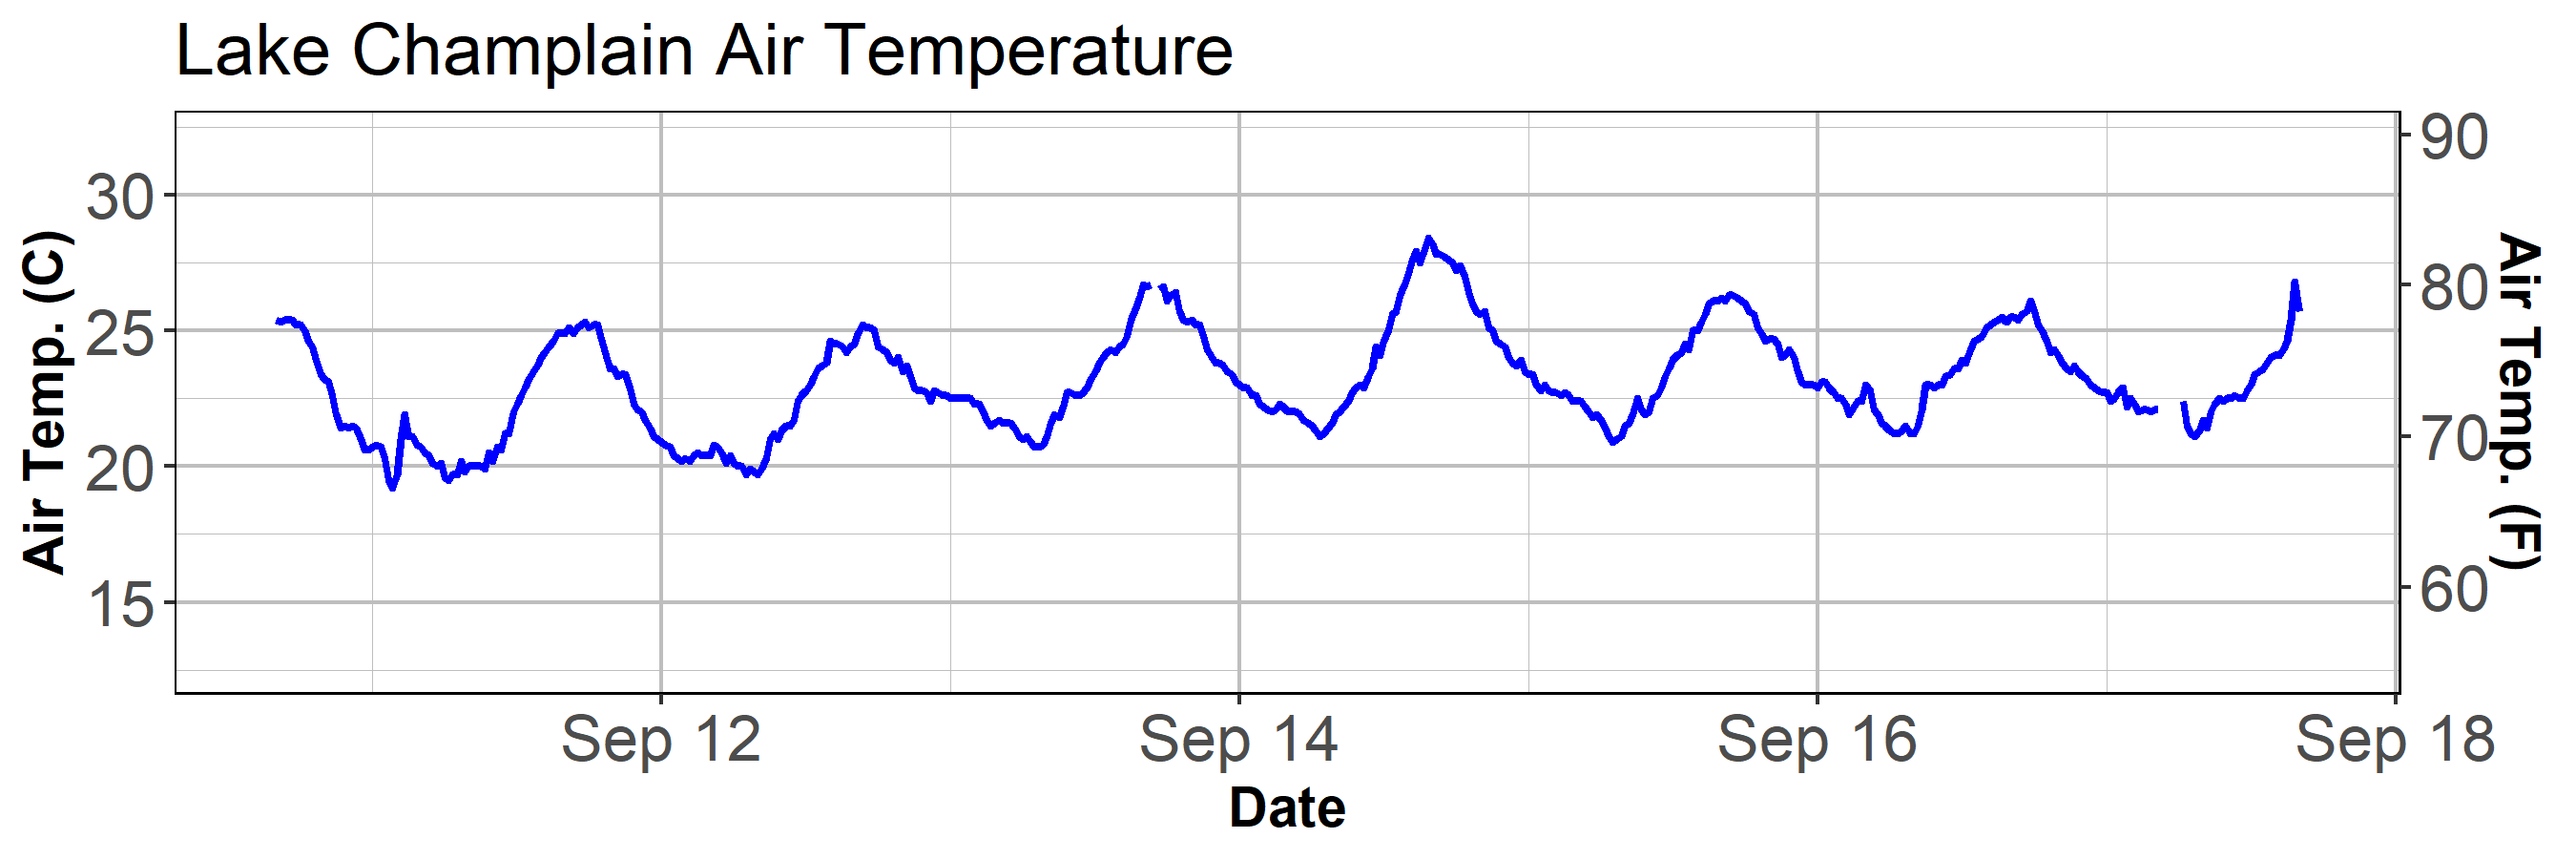 Lake Champlain Air Temperature
Air Temp. (C)
30
25
20
15
90
80
70
60
Air Temp. (F)
Sep 12
Sep 14
Sep 16
Sep 18
Date